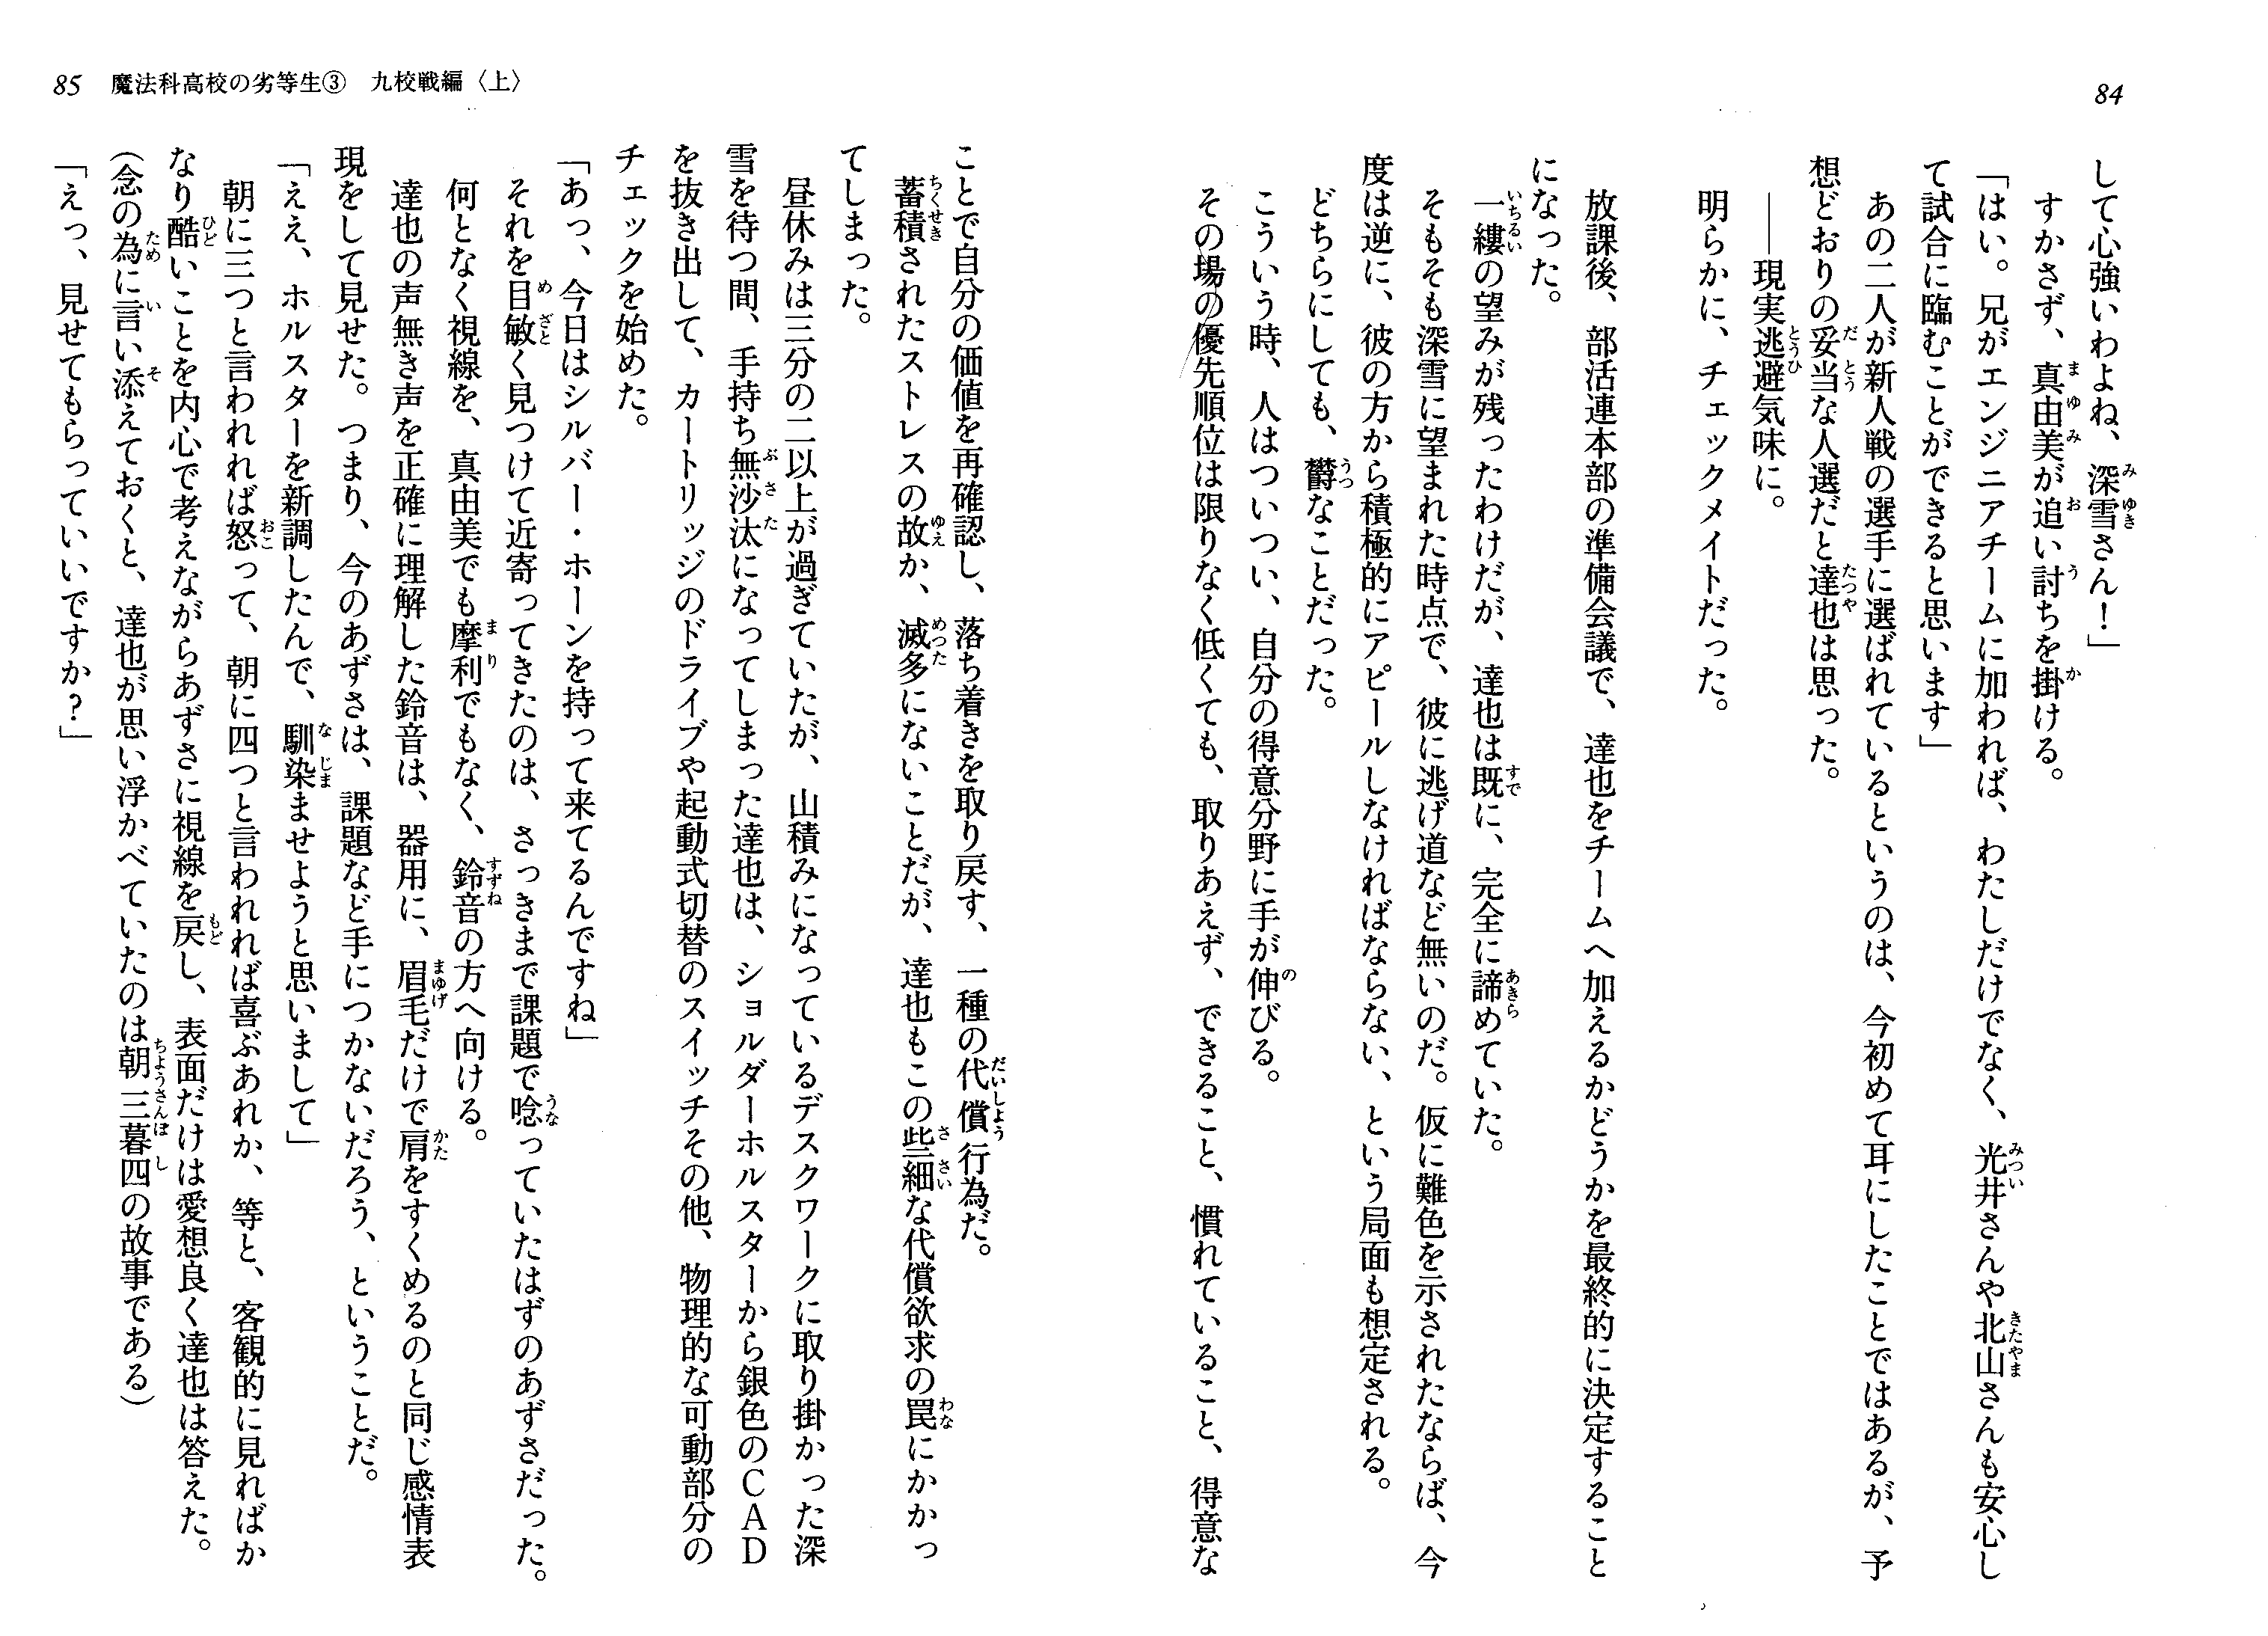 84
して心強いわよね、深雪さん！」
すかさず、真由美が追い討ちを掛ける。
「はい。兄がエンジニアチームに加われば、わたしだけでなく、光井さんや北山さんも安心し
て試合に臨むことができると思います」
あの二人が新人戦の選手に選ばれているというのは、今初めて耳にしたことではあるが、予
想どおりの妥当な人選だと達也は思った。
――現実逃避気味に。
明らかに、チェックメイトだった。
放課後、部活連本部の準備会議で、達也をチームへ加えるかどうかを最終的に決定すること
になった。
一縷の望みが残ったわけだが、達也は既に、完全に諦めていた。
そもそも深雪に望まれた時点で、彼に逃げ道など無いのだ。仮に難色を示されたならば、今
度は逆に、彼の方から積極的にアピールしなければならない、という局面も想定される。
どちらにしても、鬱なことだった。
こういう時、人はついつい、自分の得意分野に手が伸びる。
その場の優先順位は限りなく低くても、取りあえず、できること、慣れていること、得意な
85 魔法科高校の劣等生③ 九校戦編〈上〉
ことで自分の価値を再確認し、落ち着きを取り戻す、一種の代償行為だ。
蓄積されたストレスの故か、滅多にないことだが、達也もこの些細な代償欲求の罠にかかっ
てしまった。
昼休みは三分の二以上が過ぎていたが、山積みになっているデスクワークに取り掛かった深
雪を待つ間、手持ち無沙汰になってしまった達也は、ショルダーホルスターから銀色のＣＡＤ
を抜き出して、カートリッジのドライブや起動式切替のスイッチその他、物理的な可動部分の
チェックを始めた。
「あっ、今日はシルバー・ホーンを持って来てるんですね」
それを目敏く見つけて近寄ってきたのは、さっきまで課題で唸っていたはずのあずさだった。
何となく視線を、真由美でも摩利でもなく、鈴音の方へ向ける。
達也の声無き声を正確に理解した鈴音は、器用に、眉毛だけで肩をすくめるのと同じ感情表
現をして見せた。つまり、今のあずさは、課題など手につかないだろう、ということだ。
「ええ、ホルスターを新調したんで、馴染ませようと思いまして」
朝に三つと言われれば怒って、朝に四つと言われれば喜ぶあれか、等と、客観的に見ればか
なり酷いことを内心で考えながらあずさに視線を戻し、表面だけは愛想良く達也は答えた。
（念の為に言い添えておくと、達也が思い浮かべていたのは朝三暮四の故事である）
「えっ、見せてもらっていいですか？」